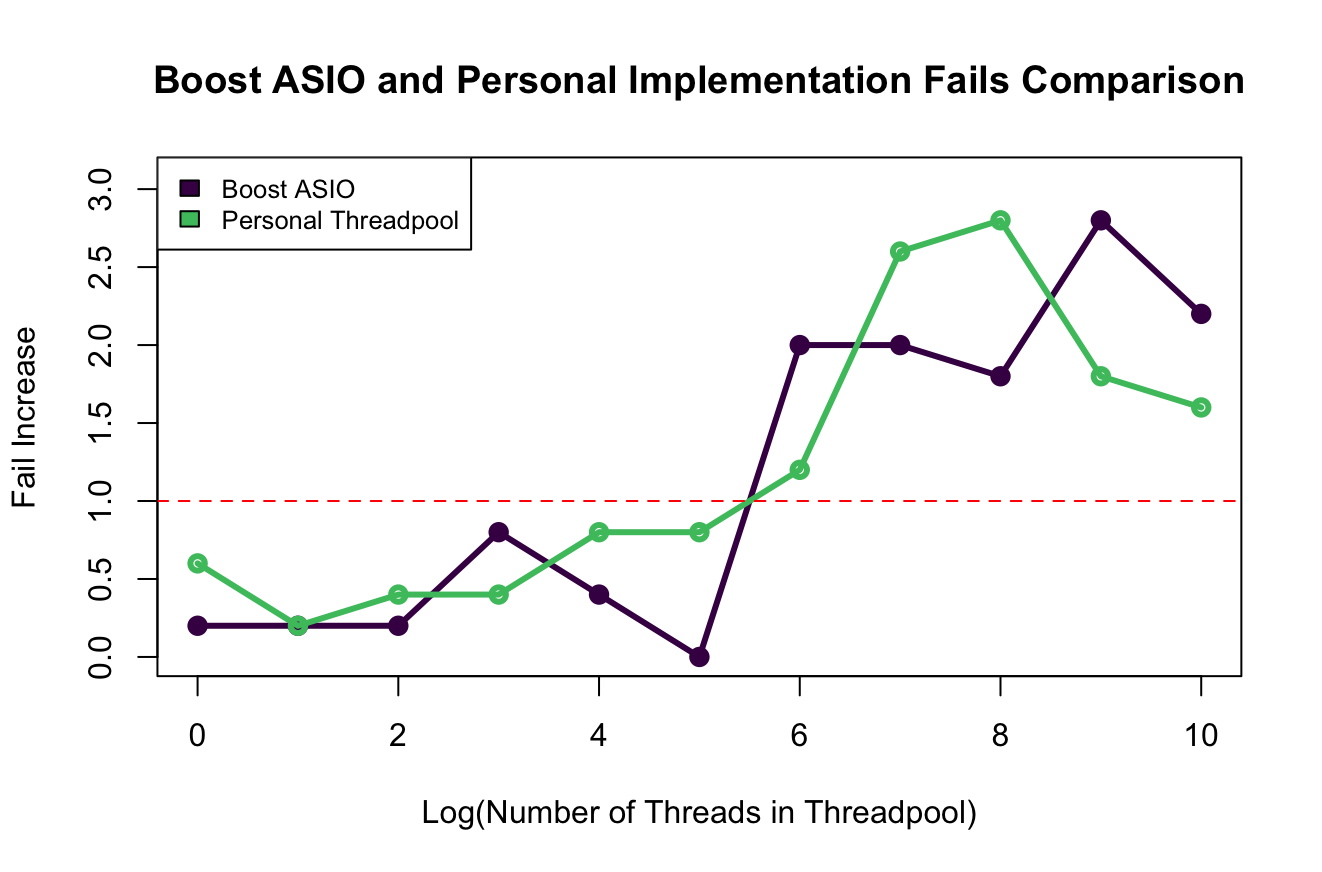 Boost ASIO and Personal Implementation Fails Comparison
Boost ASIO
Personal Threadpool
Fail Increase
3.0
2.5
2.0
1.5
1.0
0.5
0.0
0 2 4 6 8 10
Log(Number of Threads in Threadpool)